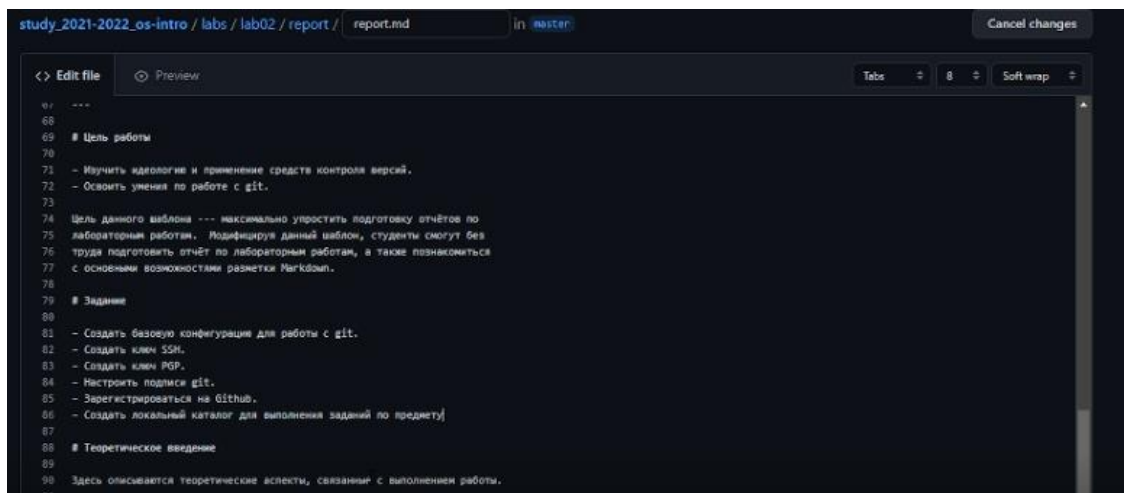 study_2021-2022_os-intro / labs / lab02 / report / report.md in master Cancel changes
<> Edit file Preview Tabs 8 Soft wrap
67 ---
68
69 # Цель работы
70
71 - Изучить идеологию и применение средств контроля версий.
72 - Освоить умения по работе с git.
73
74 Цель данного шаблона --- максимально упростить подготовку отчётов по
75 лабораторным работам. Модифицируя данный шаблон, студенты смогут без
76 труда подготовить отчёт по лабораторным работам, а также познакомиться
77 с основными возможностями разметки Markdown.
78
79 # Задание
80
81 - Создать базовую конфигурацию для работы с git.
82 - Создать ключ SSH.
83 - Создать ключ PGP.
84 - Настроить подписи git.
85 - Зарегистрироваться на Github.
86 - Создать локальный каталог для выполнения заданий по предмету
87
88 # Теоретическое введение
89
90 Здесь описываются теоретические аспекты, связанные с выполнением работы.